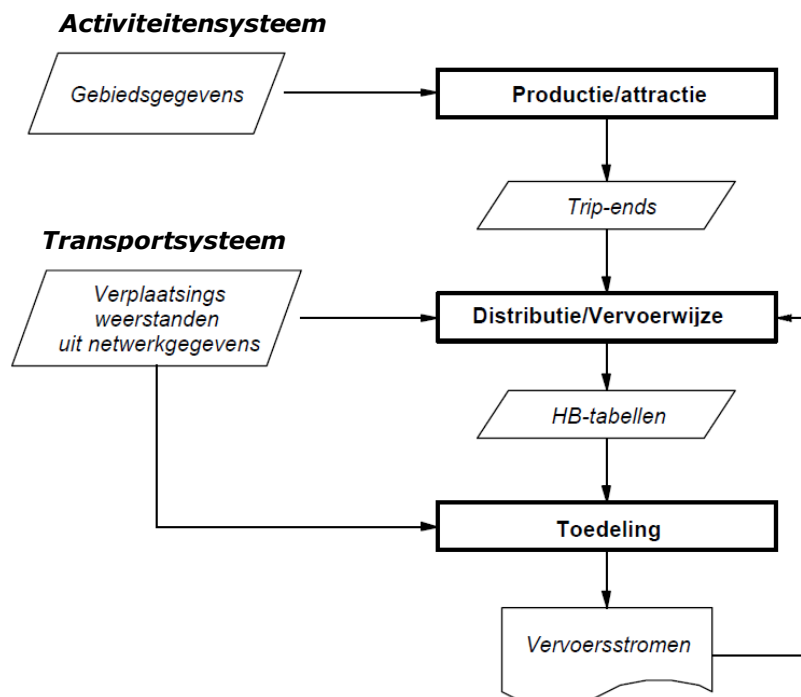 Activiteitensysteem
Gebiedsgegevens
Productie/attractie
Trip-ends
Transportsysteem
Verplaatsings
weerstanden
uit netwerkgegevens
Distributie/Vervoerwijze
HB-tabellen
Toedeling
Vervoersstromen